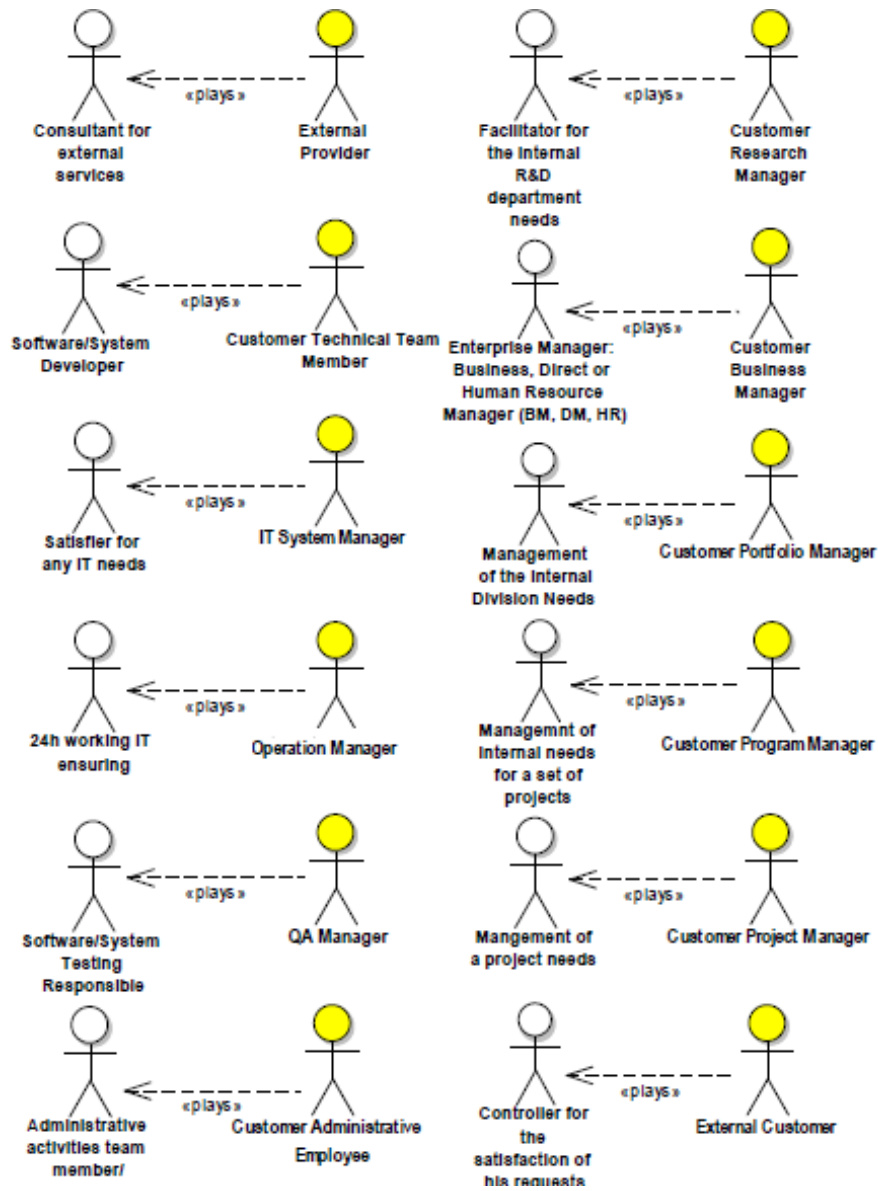 «plays»
Consultant for
external
services
External
Provider
«plays»
Facilitator for
the Internal
R&D
department
needs
Customer
Research
Manager
«plays»
Software/System
Developer
Customer Technical Team
Member
«plays»
Enterprise Manager:
Business, Direct or
Human Resource
Manager (BM, DM, HR)
Customer
Business
Manager
«plays»
Satisfier for
any IT needs
IT System Manager
«plays»
Management
of the Internal
Division Needs
Customer Portfolio Manager
«plays»
24h working IT
ensuring
Operation Manager
«plays»
Managemnt of
Internal needs
for a set of
projects
Customer Program Manager
«plays»
Software/System
Testing
Responsible
QA Manager
«plays»
Mangement of
a project needs
Customer Project Manager
«plays»
Administrative
activities team
member/
Customer Administrative
Employee
«plays»
Controller for
the
satisfaction of
his requests
External Customer